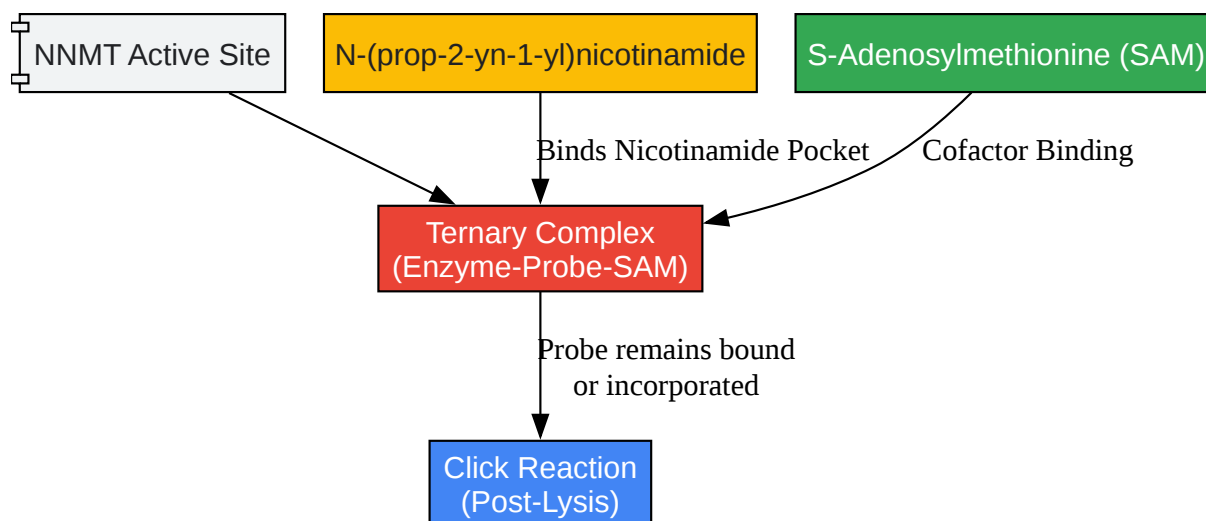 NNMT Active Site
N-(prop-2-yn-1-yl)nicotinamide
S-Adenosylmethionine (SAM)
Binds Nicotinamide Pocket
Cofactor Binding
Ternary Complex
(Enzyme-Probe-SAM)
Probe remains bound
or incorporated
Click Reaction
(Post-Lysis)